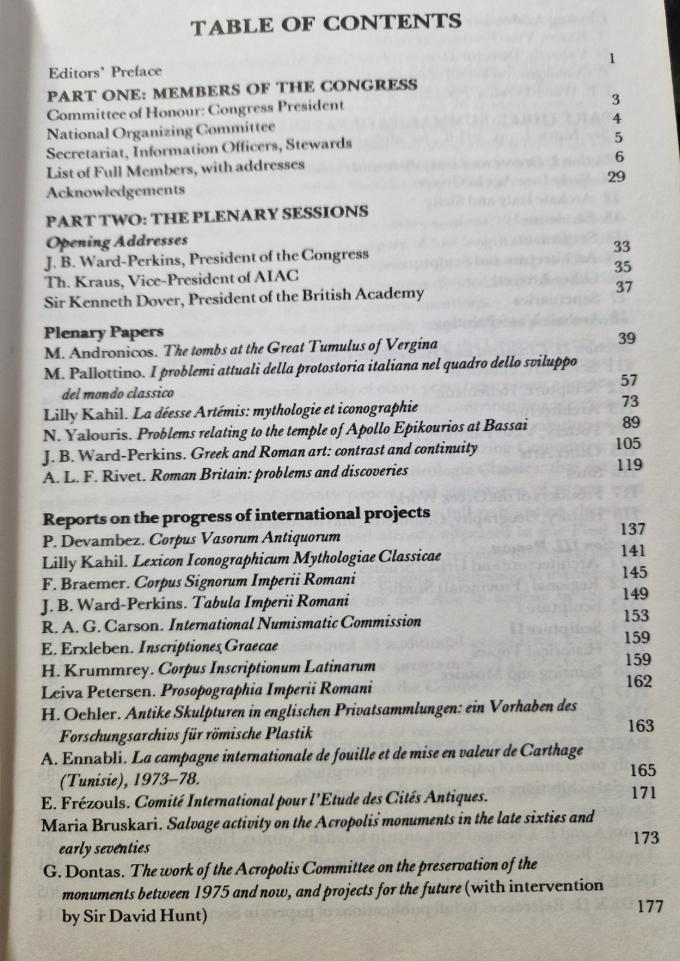 TABLE OF CONTENTS
Editors' Preface 1
PART ONE: MEMBERS OF THE CONGRESS
Committee of Honour: Congress President 3
National Organizing Committee 4
Secretariat, Information Officers, Stewards 5
List of Full Members, with addresses 6
Acknowledgements 29
PART TWO: THE PLENARY SESSIONS
Opening Addresses
J. B. Ward-Perkins, President of the Congress 33
Th. Kraus, Vice-President of AIAC 35
Sir Kenneth Dover, President of the British Academy 37
Plenary Papers
M. Andronicos. The tombs at the Great Tumulus of Vergina 39
M. Pallottino. I problemi attuali della protostoria italiana nel quadro dello sviluppo
del mondo classico 57
Lilly Kahil. La déesse Artémis: mythologie et iconographie 73
N. Yalouris. Problems relating to the temple of Apollo Epikourios at Bassai 89
J. B. Ward-Perkins. Greek and Roman art: contrast and continuity 105
A. L. F. Rivet. Roman Britain: problems and discoveries 119
Reports on the progress of international projects
P. Devambez. Corpus Vasorum Antiquorum 137
Lilly Kahil. Lexicon Iconographicum Mythologiae Classicae 141
F. Braemer. Corpus Signorum Imperii Romani 145
J. B. Ward-Perkins. Tabula Imperii Romani 149
R. A. G. Carson. International Numismatic Commission 153
E. Erxleben. Inscriptiones Graecae 159
H. Krummrey. Corpus Inscriptionum Latinarum 159
Leiva Petersen. Prosopographia Imperii Romani 162
H. Oehler. Antike Skulpturen in englischen Privatsammlungen: ein Vorhaben des
Forschungsarchivs für römische Plastik 163
A. Ennabli. La campagne internationale de fouille et de mise en valeur de Carthage
(Tunisie), 1973–78. 165
E. Frézouls. Comité International pour l'Etude des Cités Antiques. 171
Maria Bruskari. Salvage activity on the Acropolis monuments in the late sixties and
early seventies 173
G. Dontas. The work of the Acropolis Committee on the preservation of the
monuments between 1975 and now, and projects for the future (with intervention
by Sir David Hunt) 177